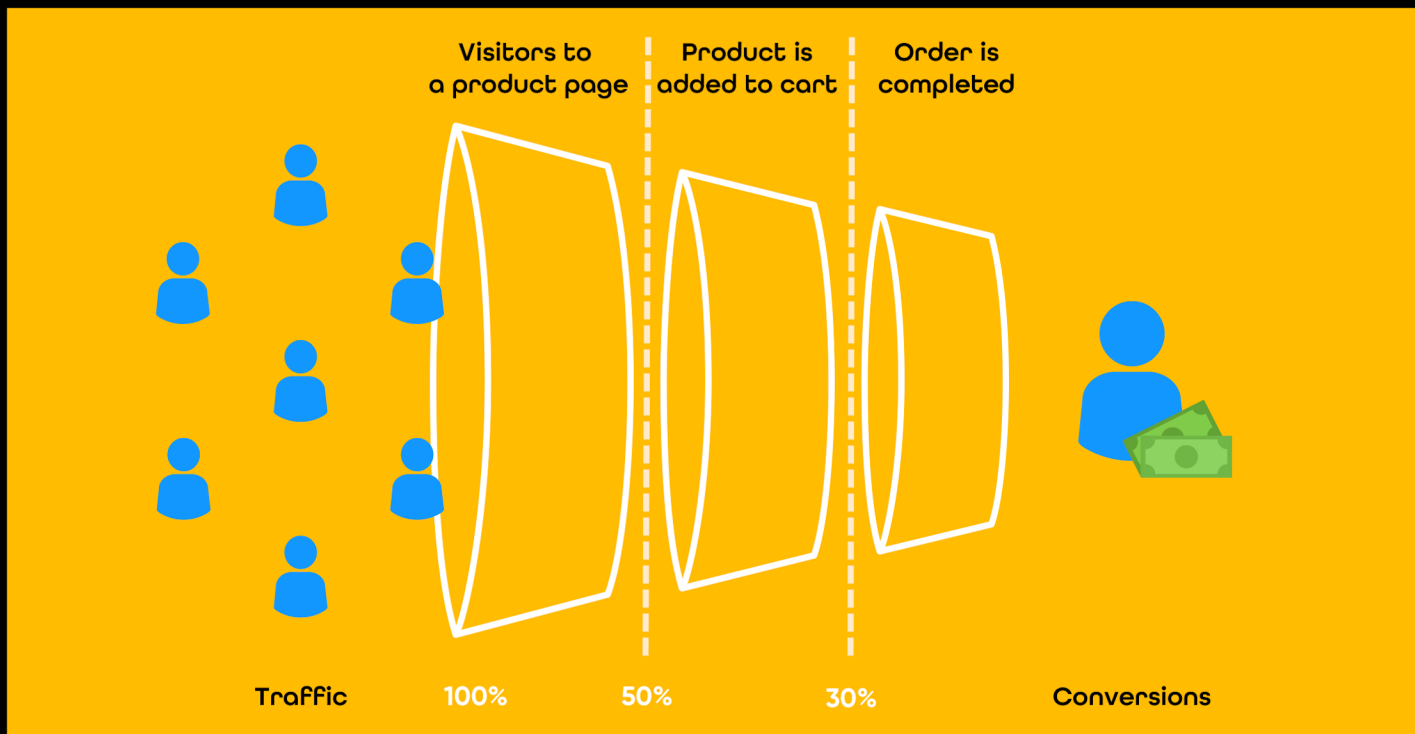 Visitors to
a product page
Product is
added to cart
Order is
completed
Traffic
100%
50%
30%
Conversions